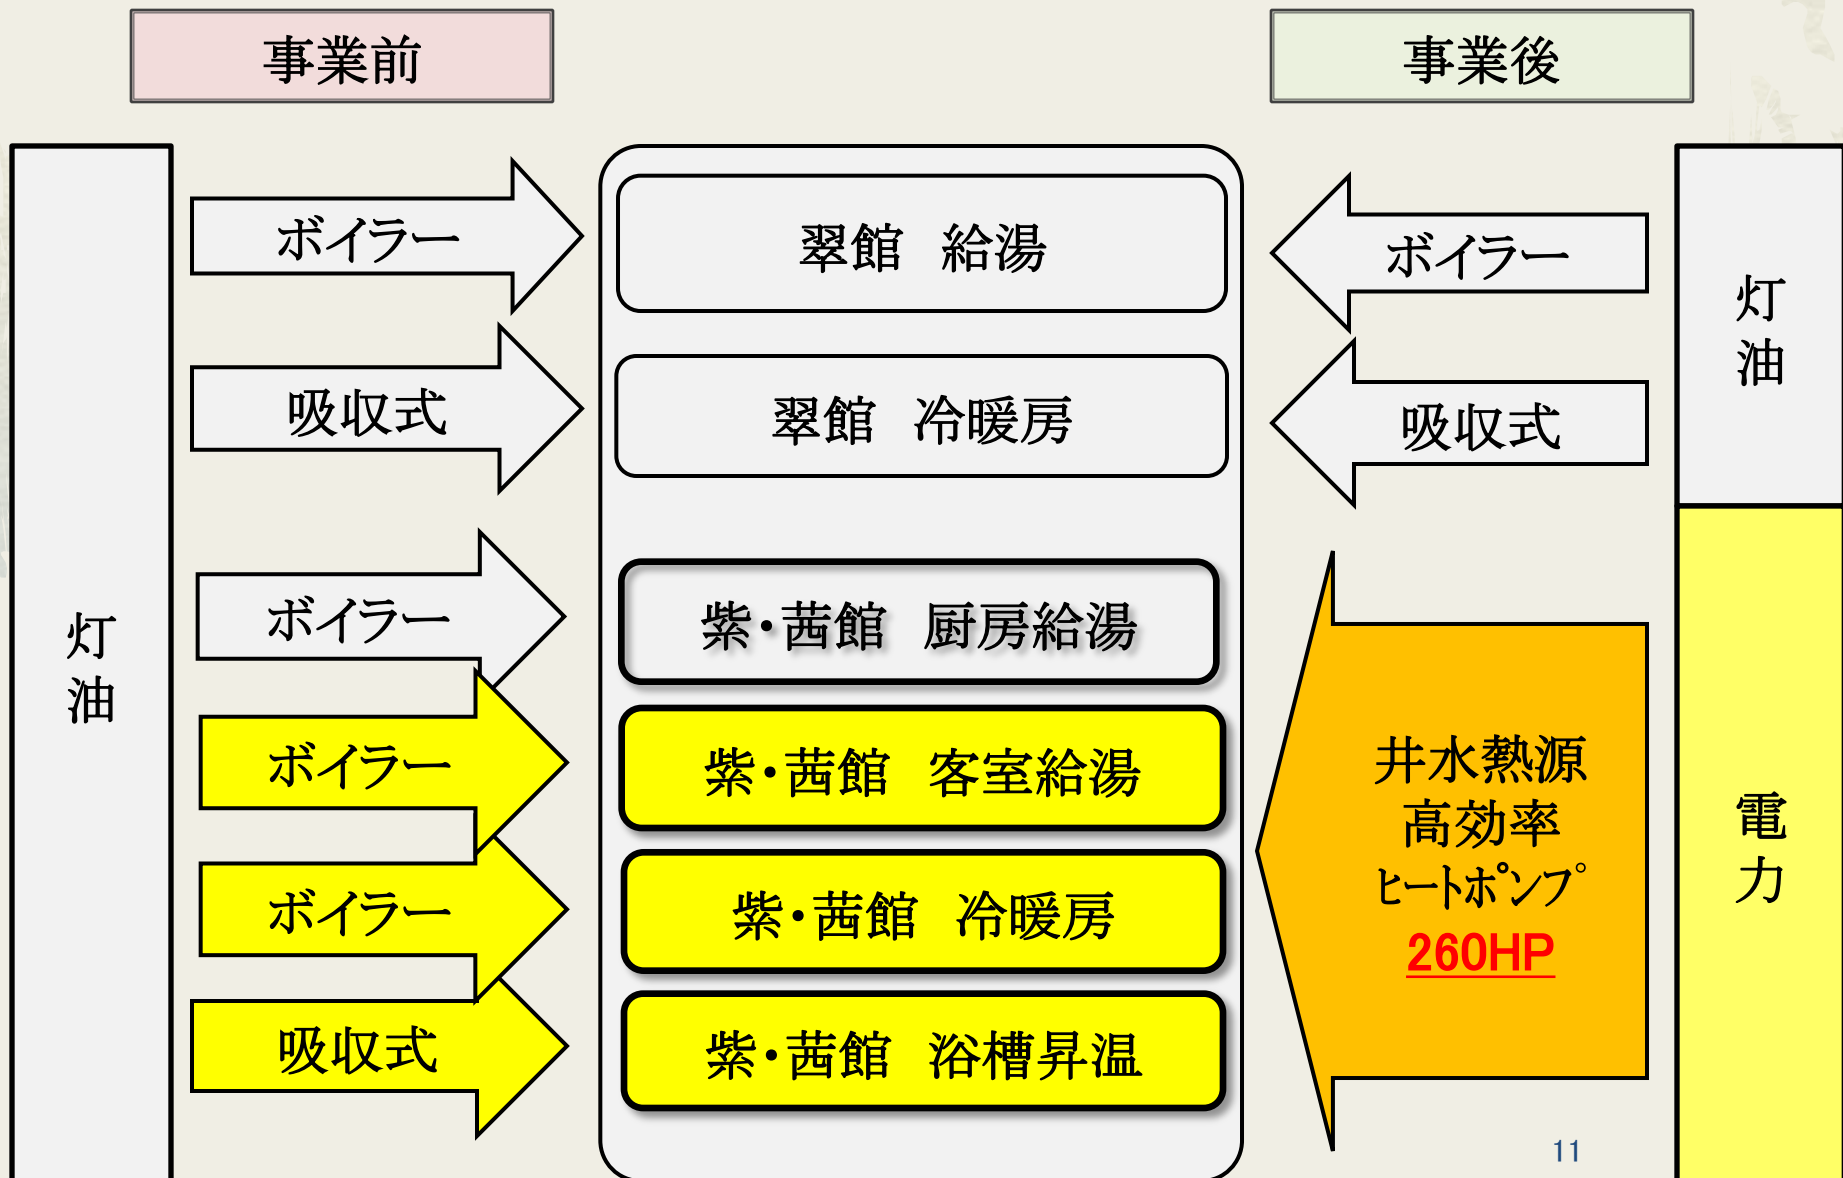 事業前
事業後
灯
油
ボイラー
翠館　給湯
ボイラー
灯
油
吸収式
翠館　冷暖房
吸収式
ボイラー
紫・茜館　厨房給湯
ボイラー
紫・茜館　客室給湯
ボイラー
紫・茜館　冷暖房
吸収式
紫・茜館　浴槽昇温
井水熱源
高効率
ﾋｰﾄﾎﾟﾝﾌﾟ
260HP
電
力
11